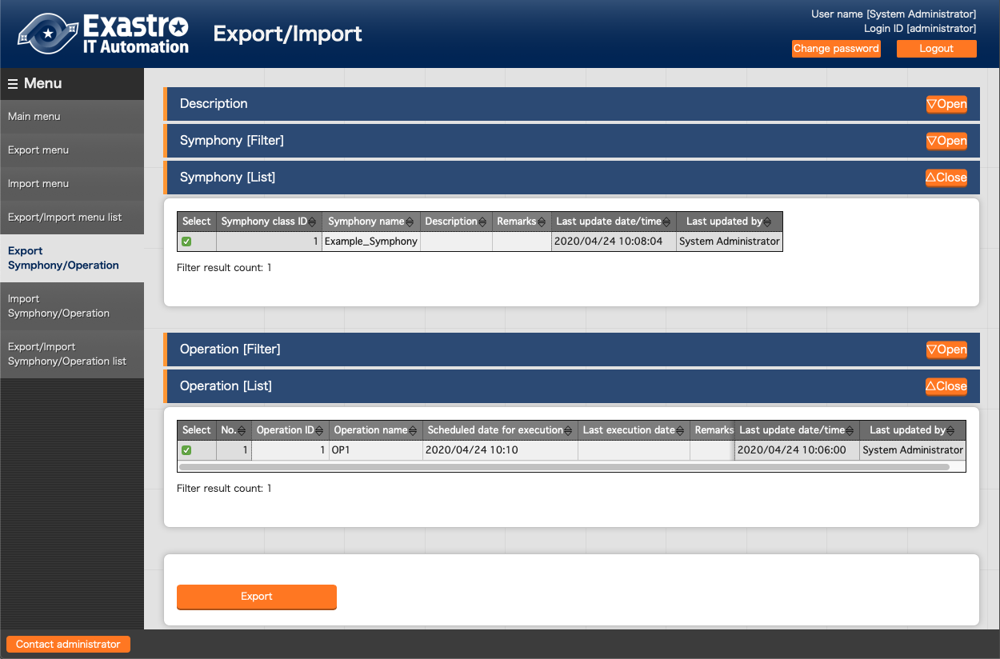 Exastro
IT Automation
Export/Import
User name [System Administrator]
Login ID [administrator]
Change password
Logout
☰ Menu
Main menu
Export menu
Import menu
Export/Import menu list
Export
Symphony/Operation
Import
Symphony/Operation
Export/Import
Symphony/Operation list
Description
▽Open
Symphony [Filter]
▽Open
Symphony [List]
△Close
Select Symphony class ID Symphony name Description Remarks Last update date/time Last updated by
1 Example_Symphony 2020/04/24 10:08:04 System Administrator
Filter result count: 1
Operation [Filter]
▽Open
Operation [List]
△Close
Select No. Operation ID Operation name Scheduled date for execution Last execution date Remarks Last update date/time Last updated by
1 1 OP1 2020/04/24 10:10 2020/04/24 10:06:00 System Administrator
Filter result count: 1
Export
Contact administrator